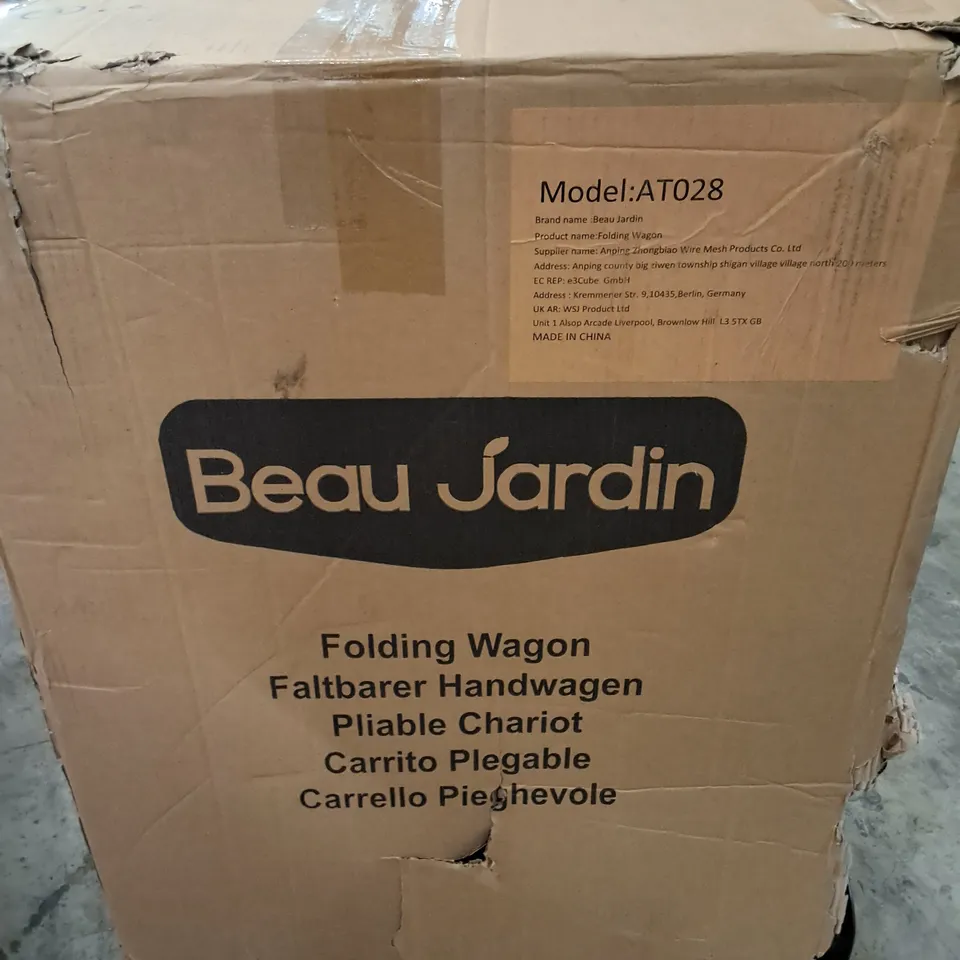 Model:AT028
Brand name :Beau Jardin
Product name:Folding Wagon
Supplier name: Anping Zhongbiao Wire Mesh Products Co. Ltd
Address: Anping county big ziwen township shigan village village north 200 meters
EC REP: e3Cube GmbH
Address : Kremmener Str. 9,10435,Berlin, Germany
UK AR: WSJ Product Ltd
Unit 1 Alsop Arcade Liverpool, Brownlow Hill L3 5TX GB
MADE IN CHINA
Beau Jardin
Folding Wagon
Faltbarer Handwagen
Pliable Chariot
Carrito Plegable
Carrello Pieghevole